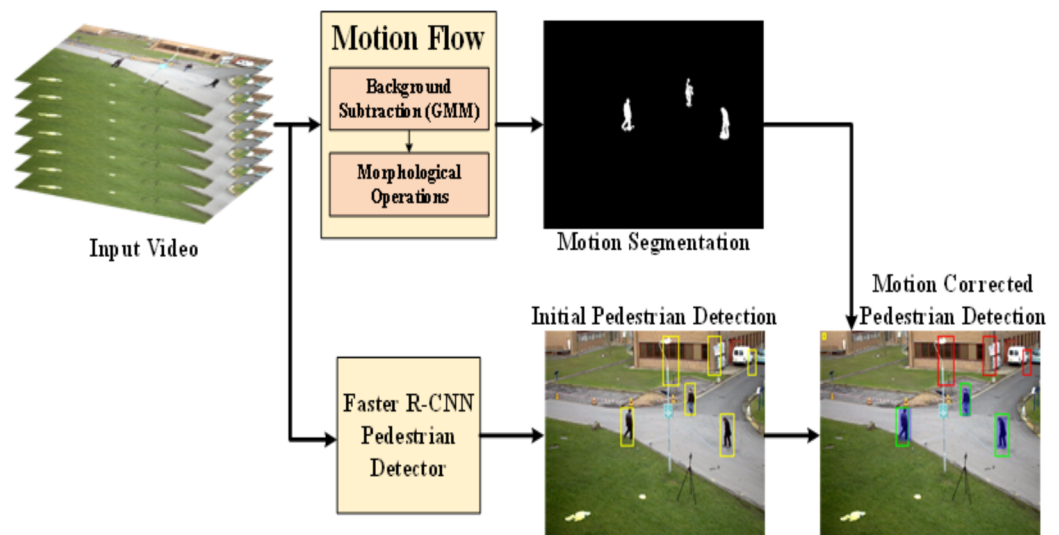 Motion Flow
Background
Subtraction (GMM)
Morphological
Operations
Input Video
Motion Segmentation
Motion Corrected
Pedestrian Detection
Initial Pedestrian Detection
Faster R-CNN
Pedestrian
Detector